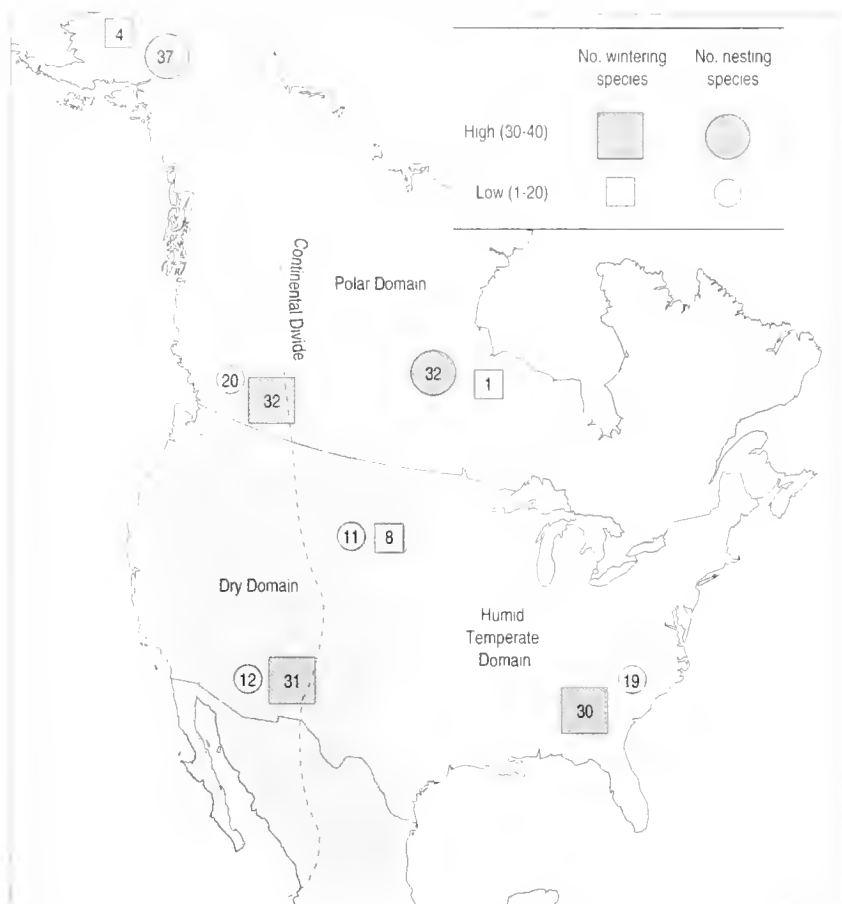 4
37
No. wintering species
No. nesting species
High (30-40)
Low (1-20)
Continental Divide
Polar Domain
20
32
32
1
11
8
Dry Domain
Humid
Temperate
Domain
12
31
30
19